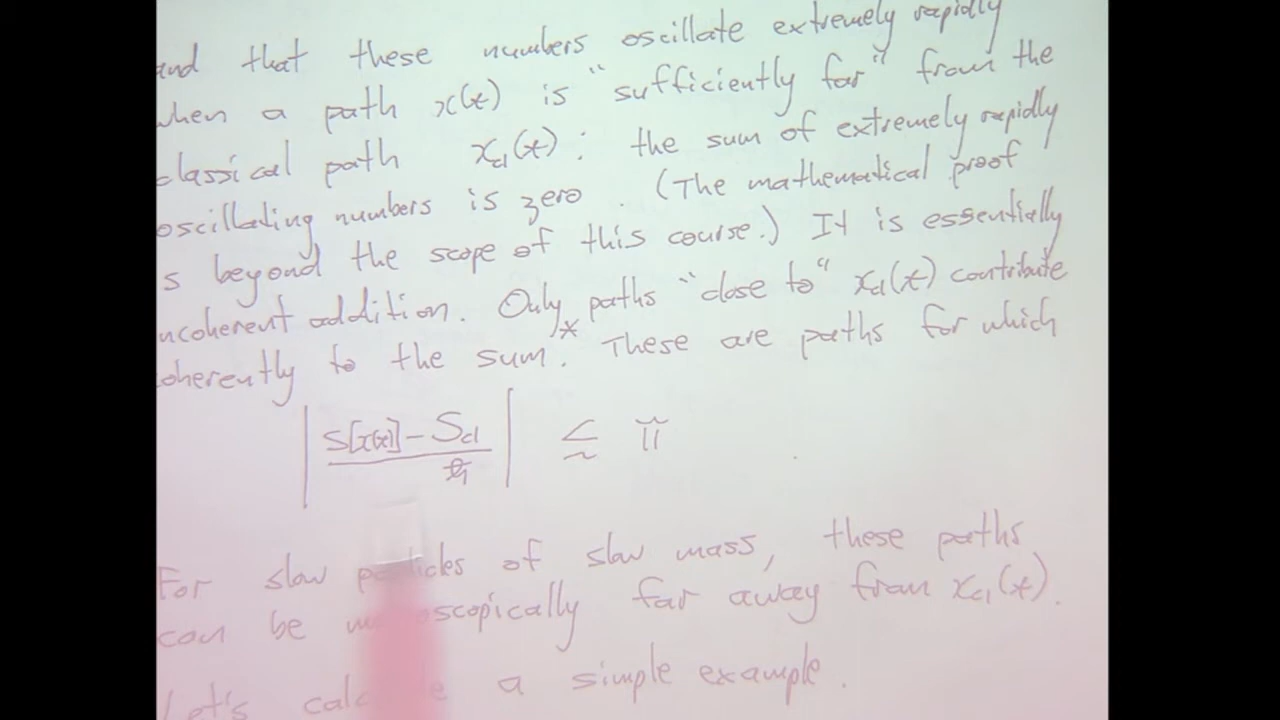 and that these numbers oscillate extremely rapidly
when a path x(t) is "sufficiently far" from the
classical path x_cl(t): the sum of extremely rapidly
oscillating numbers is zero. (The mathematical proof
is beyond the scope of this course.) It is essentially
incoherent addition. Only paths "close to" x_cl(t) contribute
coherently to the sum.* These are paths for which
| (S[x(t)] - S_cl) / ħ | ≲ π
For slow particles of slow mass, these paths
can be far away from x_cl(t).
Let's a simple example.